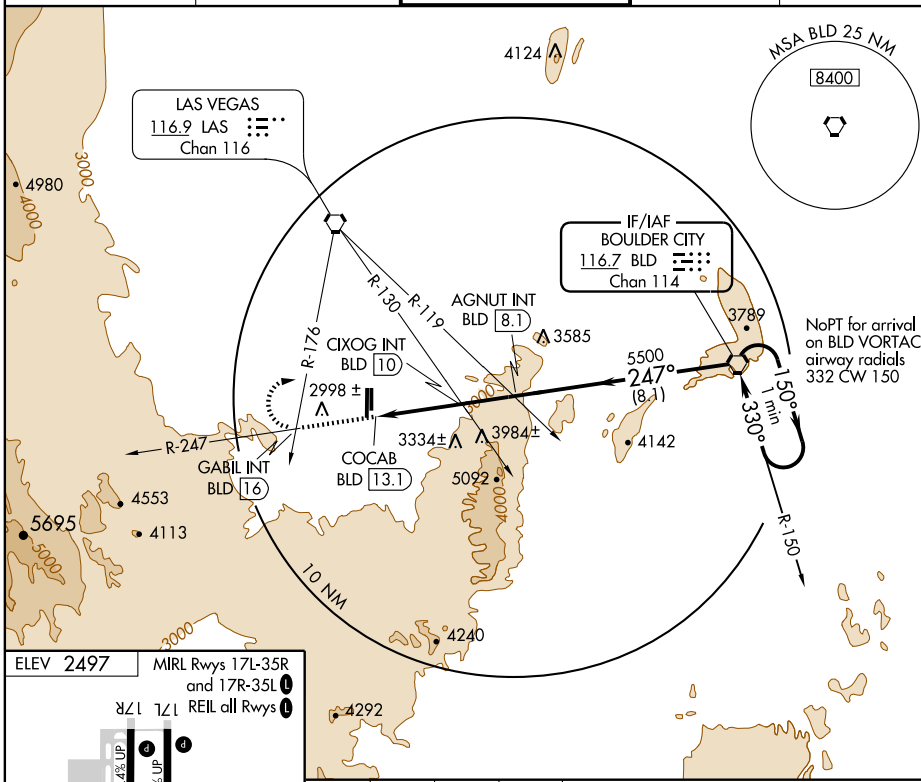 4124
MSA BLD 25 NM
8400
LAS VEGAS
116.9 LAS
Chan 116
3000
4980
4000
IF/IAF
BOULDER CITY
116.7 BLD
Chan 114
R-130
R-119
AGNUT INT
BLD 8.1
3789
NoPT for arrival
on BLD VORTAC
airway radials
332 CW 150
R-176
CIXOG INT
BLD 10
3585
5500
247°
(8.1)
150°
1 min
330°
2998 ±
3000
R-247
3334±
3984±
4142
GABIL INT
BLD 16
COCAB
BLD 13.1
5092
4000
4553
5695
4113
5000
R-150
10 NM
3000
4240
ELEV 2497
MIRL Rwys 17L-35R
and 17R-35L L
REIL all Rwys L
4292
17R
17L
P
P
4% UP
% UP